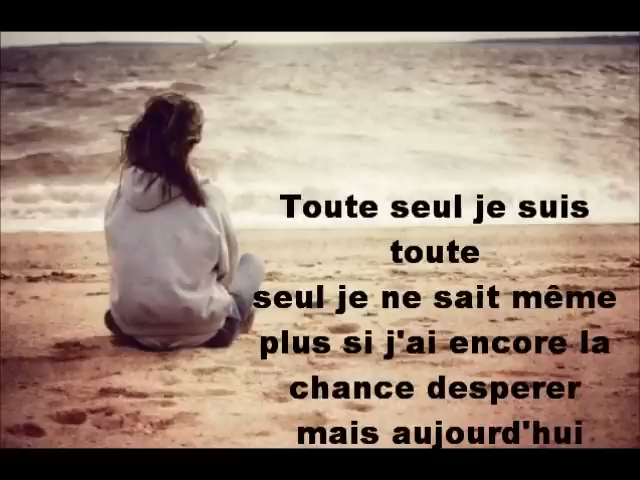 Toute seul je suis
toute
seul je ne sait même
plus si j'ai encore la
chance desperer
mais aujourd'hui